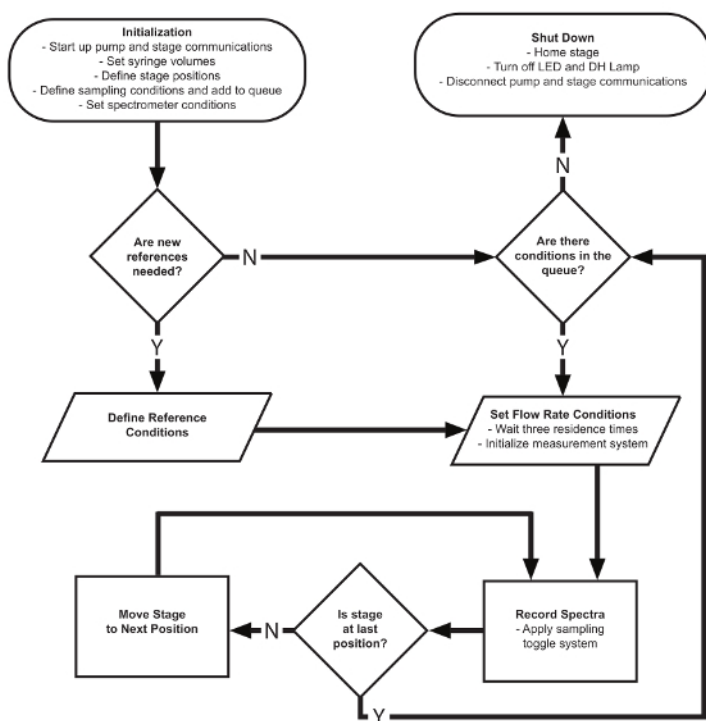 Initialization
- Start up pump and stage communications
- Set syringe volumes
- Define stage positions
- Define sampling conditions and add to queue
- Set spectrometer conditions
Shut Down
- Home stage
- Turn off LED and DH Lamp
- Disconnect pump and stage communications
N
Are new
references
needed?
N
Are there
conditions in the
queue?
Y
Y
Define Reference
Conditions
Set Flow Rate Conditions
- Wait three residence times
- Initialize measurement system
Move Stage
to Next Position
N
Is stage
at last
position?
Record Spectra
- Apply sampling
toggle system
Y